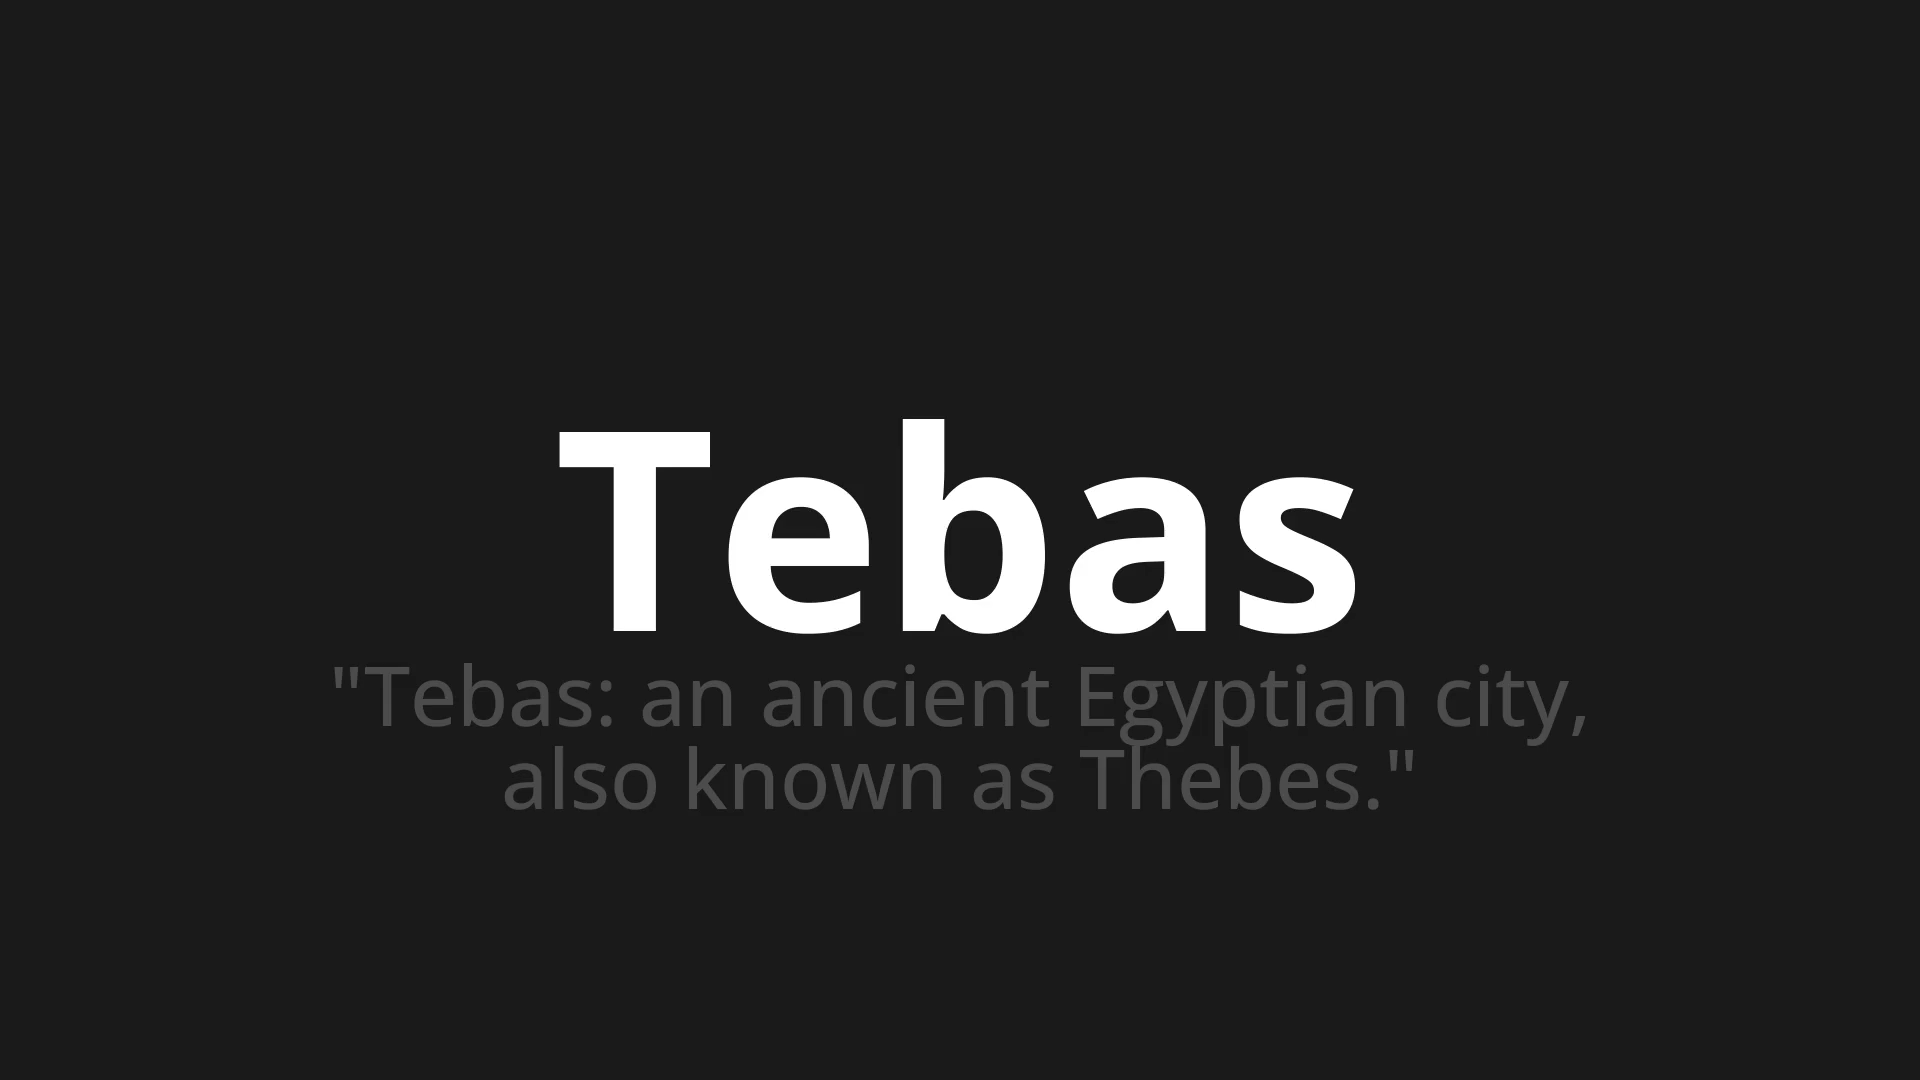 Tebas
"Tebas: an ancient Egyptian city,
also known as Thebes."